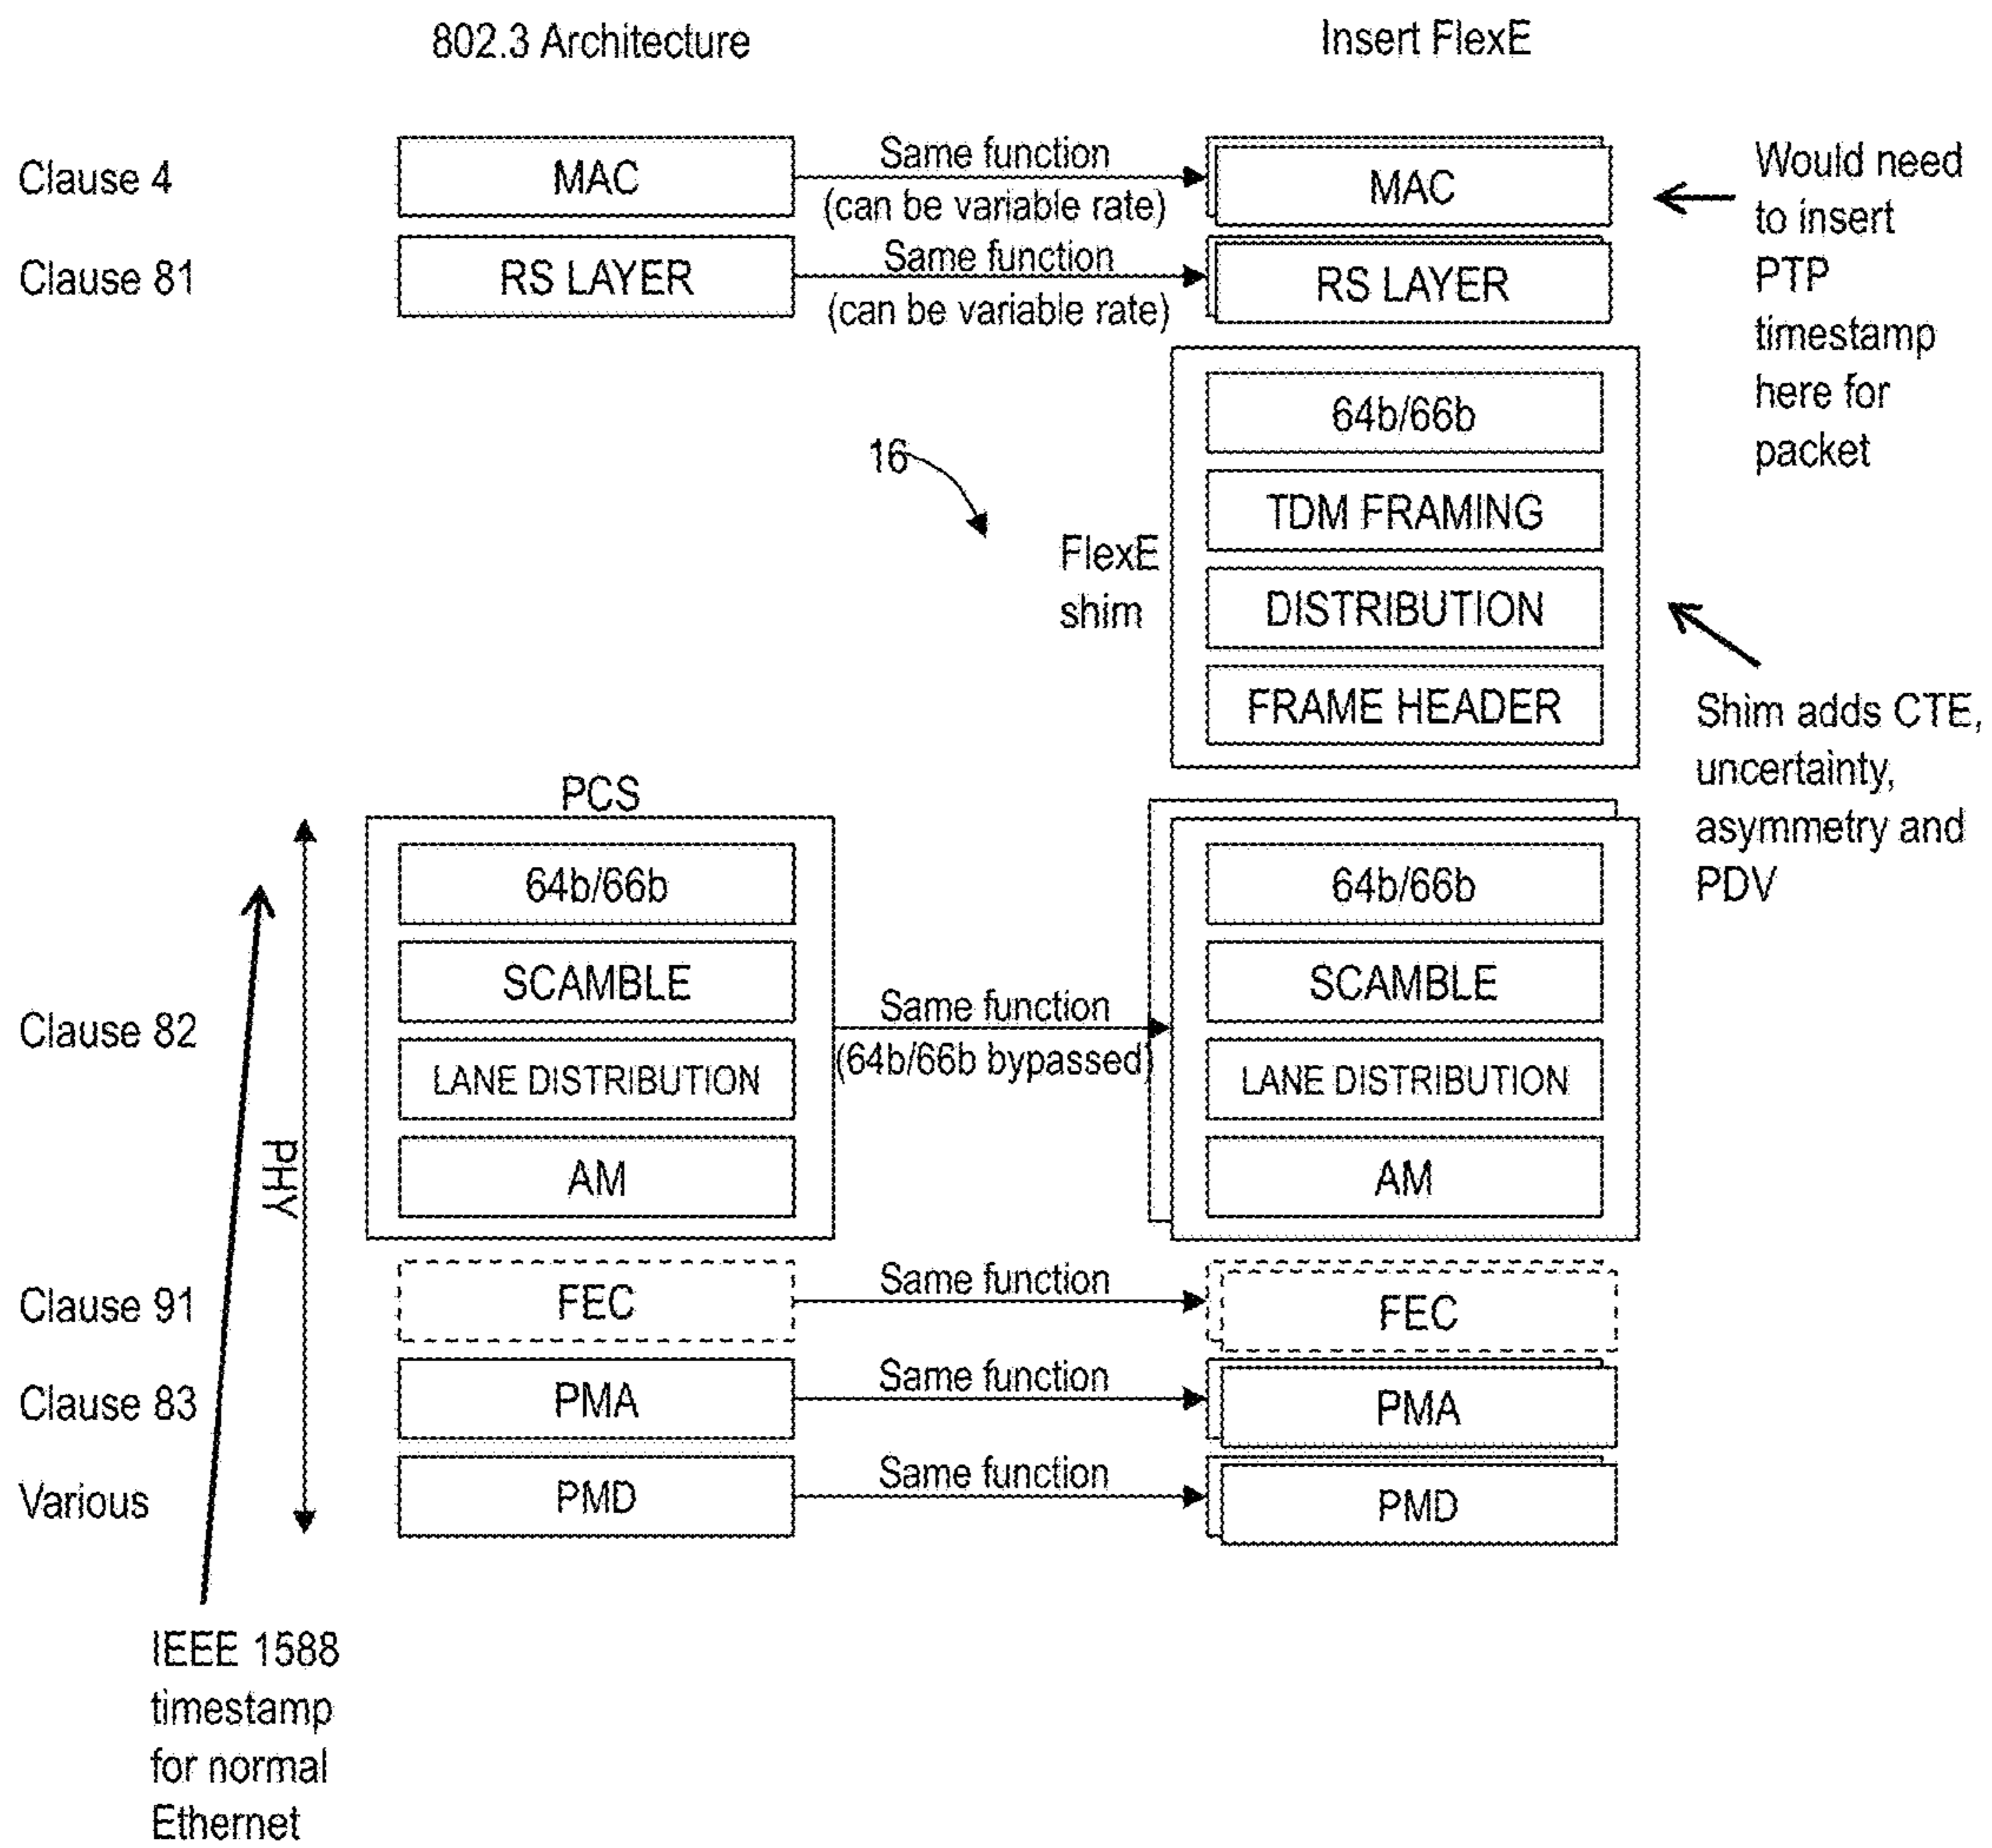 802.3 Architecture
Insert FlexE
Clause 4
MAC
Same function
(can be variable rate)
MAC
Would need
to insert
PTP
timestamp
here for
packet
Clause 81
RS LAYER
Same function
(can be variable rate)
RS LAYER
16
FlexE
shim
64b/66b
TDM FRAMING
DISTRIBUTION
FRAME HEADER
Shim adds CTE,
uncertainty,
asymmetry and
PDV
PCS
PHY
Clause 82
64b/66b
SCAMBLE
LANE DISTRIBUTION
AM
Same function
(64b/66b bypassed)
64b/66b
SCAMBLE
LANE DISTRIBUTION
AM
Clause 91
FEC
Same function
FEC
Clause 83
PMA
Same function
PMA
Various
PMD
Same function
PMD
IEEE 1588
timestamp
for normal
Ethernet